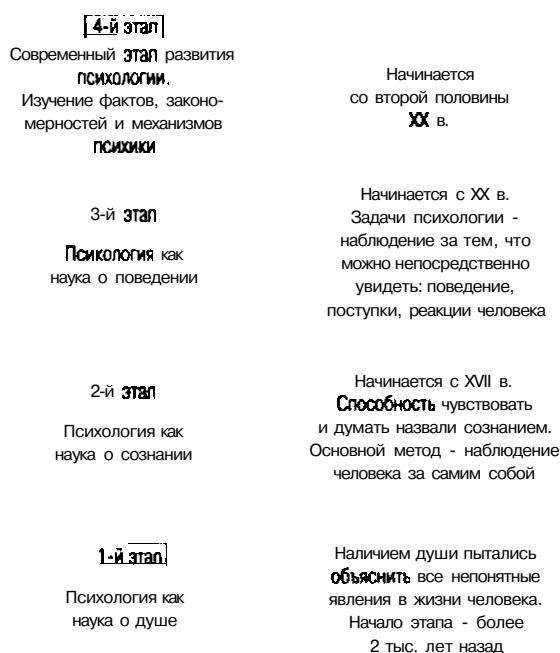 4-й этап
Современный этап развития
психологии.
Изучение фактов, законо-
мерностей и механизмов
психики
Начинается
со второй половины
XX в.
3-й этап
Психология как
наука о поведении
Начинается с XX в.
Задачи психологии -
наблюдение за тем, что
можно непосредственно
увидеть: поведение,
поступки, реакции человека
2-й этап
Психология как
наука о сознании
Начинается с XVII в.
Способность чувствовать
и думать назвали сознанием.
Основной метод - наблюдение
человека за самим собой
1-й этап
Психология как
наука о душе
Наличием души пытались
объяснить все непонятные
явления в жизни человека.
Начало этапа - более
2 тыс. лет назад